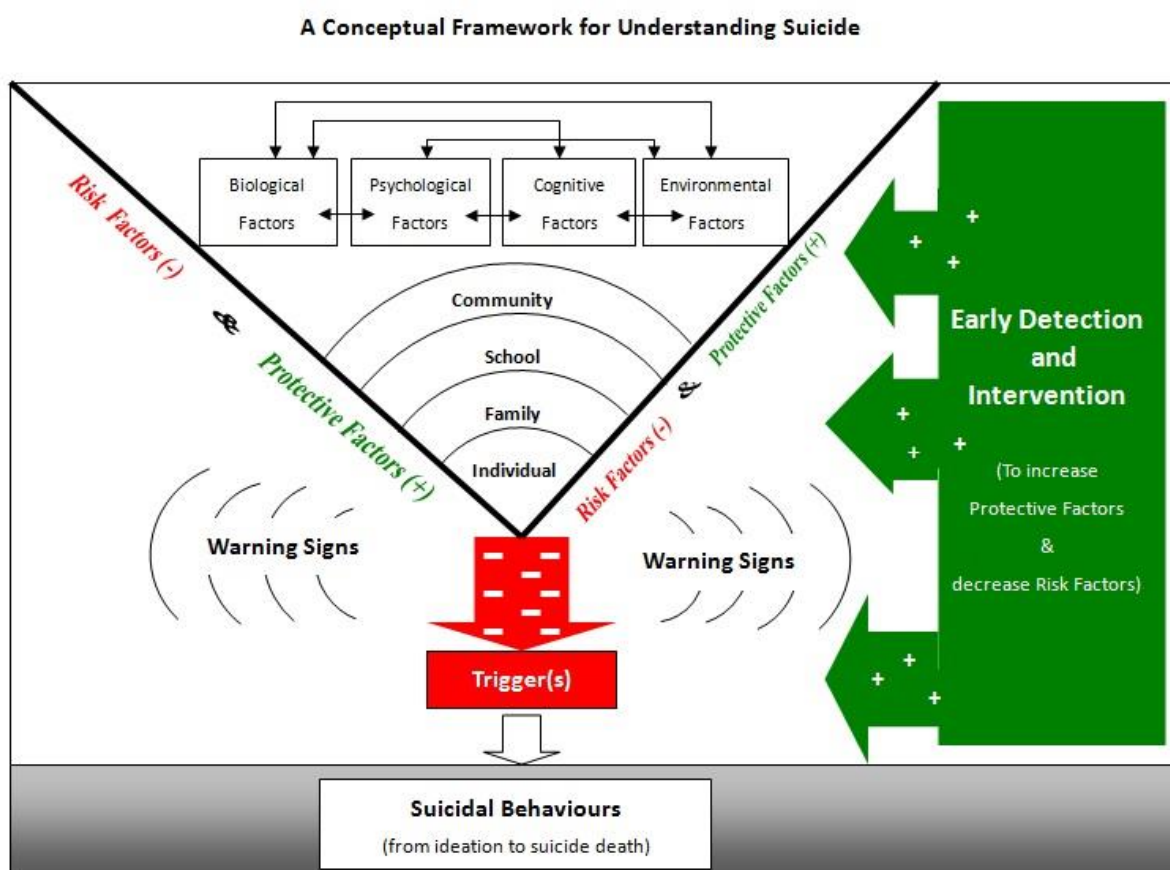 A Conceptual Framework for Understanding Suicide
Biological
Factors
Psychological
Factors
Cognitive
Factors
Environmental
Factors
Risk Factors (-)
&
Protective Factors (+)
Community
School
Family
Individual
Risk Factors (-)
&
Protective Factors (+)
Warning Signs
Warning Signs
Trigger(s)
Suicidal Behaviours
(from ideation to suicide death)
Early Detection
and
Intervention
(To increase
Protective Factors
&
decrease Risk Factors)